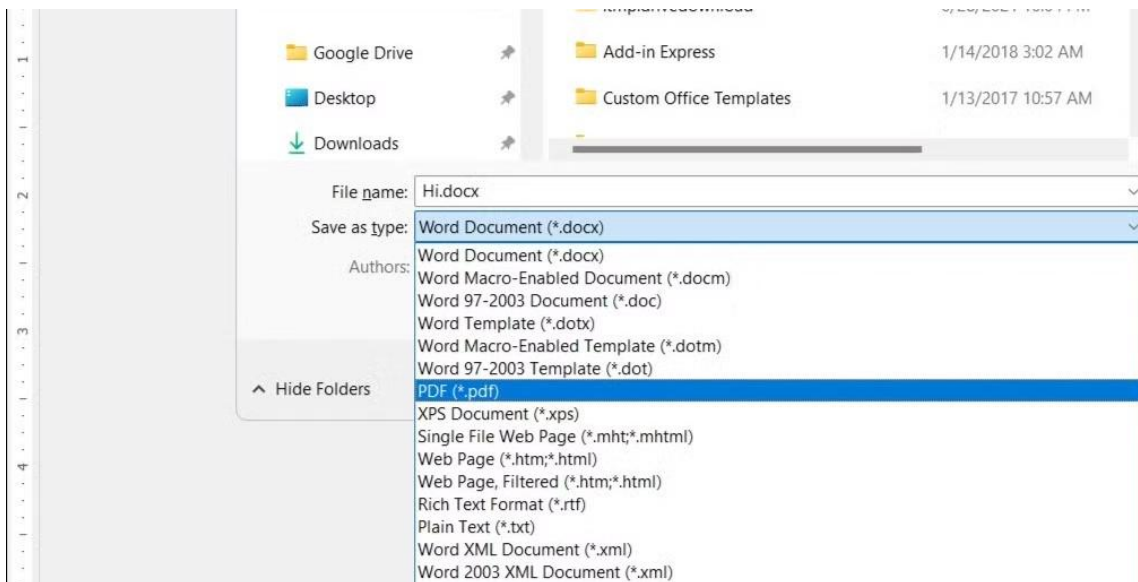 Google Drive
Add-in Express 1/14/2018 3:02 AM
Desktop
Custom Office Templates 1/13/2017 10:57 AM
Downloads
1
2
3
4
File name: Hi.docx
Save as type: Word Document (*.docx)
Authors:
Word Document (*.docx)
Word Macro-Enabled Document (*.docm)
Word 97-2003 Document (*.doc)
Word Template (*.dotx)
Word Macro-Enabled Template (*.dotm)
Word 97-2003 Template (*.dot)
Hide Folders
PDF (*.pdf)
XPS Document (*.xps)
Single File Web Page (*.mht;*.mhtml)
Web Page (*.htm;*.html)
Web Page, Filtered (*.htm;*.html)
Rich Text Format (*.rtf)
Plain Text (*.txt)
Word XML Document (*.xml)
Word 2003 XML Document (*.xml)